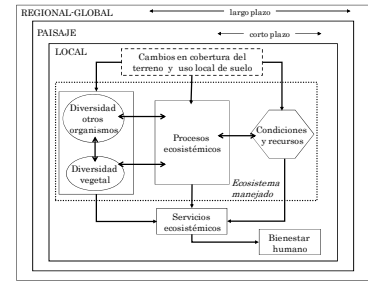 REGIONAL-GLOBAL
largo plazo
PAISAJE
corto plazo
LOCAL
Cambios en cobertura del
terreno y uso local de suelo
Diversidad
otros
organismos
Procesos
ecosistémicos
Condiciones
y recursos
Diversidad
vegetal
Ecosistema
manejado
Servicios
ecosistémicos
Bienestar
humano